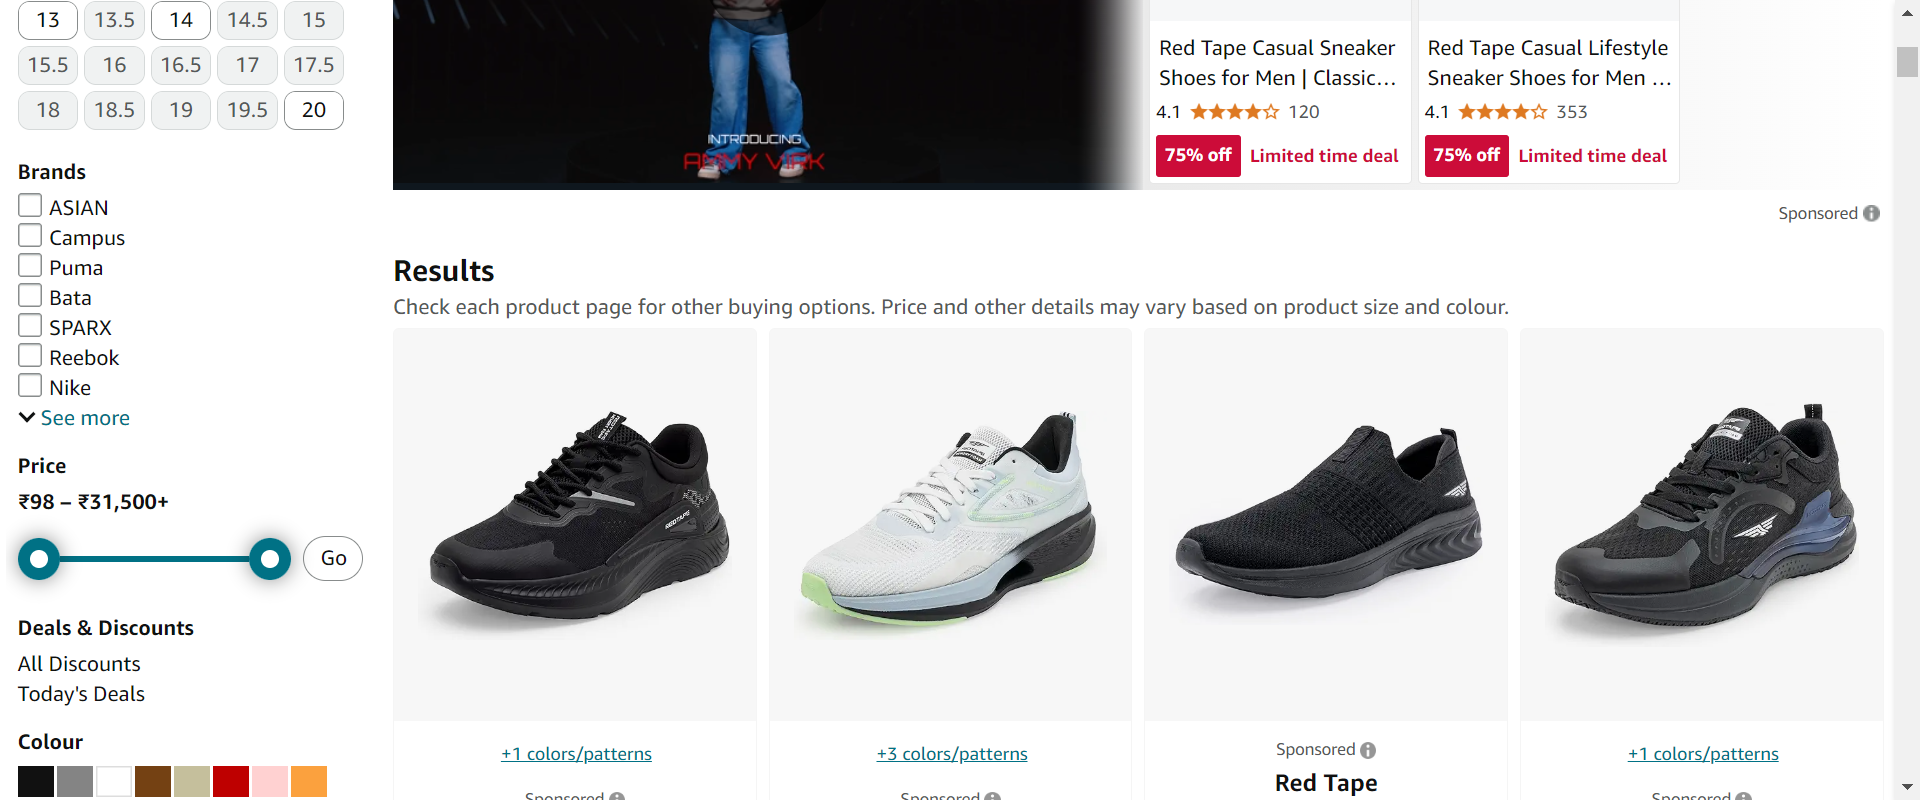 13 13.5 14 14.5 15
15.5 16 16.5 17 17.5
18 18.5 19 19.5 20
Brands
ASIAN
Campus
Puma
Bata
SPARX
Reebok
Nike
See more
Price
₹98 – ₹31,500+
Go
Deals & Discounts
All Discounts
Today's Deals
Colour
INTRODUCING
AMMY VIRK
Red Tape Casual Sneaker
Shoes for Men | Classic...
4.1 120
75% off Limited time deal
Red Tape Casual Lifestyle
Sneaker Shoes for Men ...
4.1 353
75% off Limited time deal
Sponsored
Results
Check each product page for other buying options. Price and other details may vary based on product size and colour.
REDTAPE
+1 colors/patterns
Sponsored
+3 colors/patterns
Sponsored
Sponsored
Red Tape
+1 colors/patterns
Sponsored